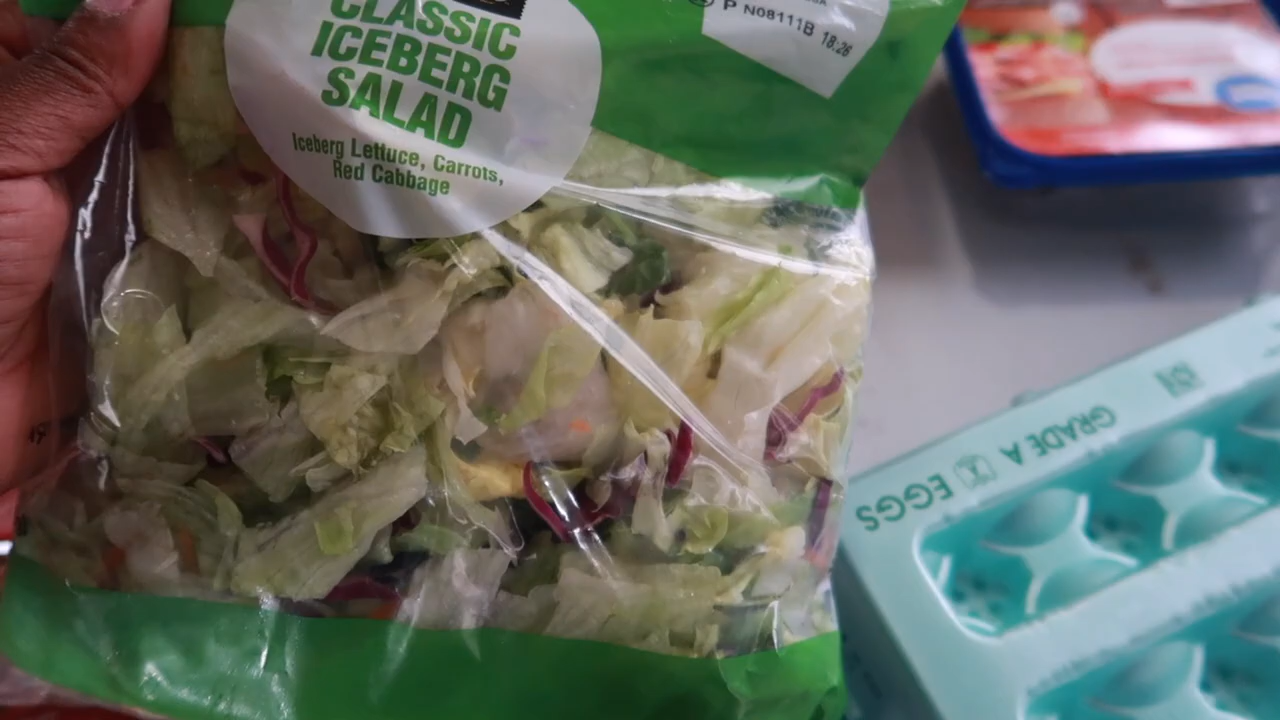 CLASSIC
ICEBERG
SALAD
Iceberg Lettuce, Carrots,
Red Cabbage
P N08111B 18:26
GRADE A
EGGS